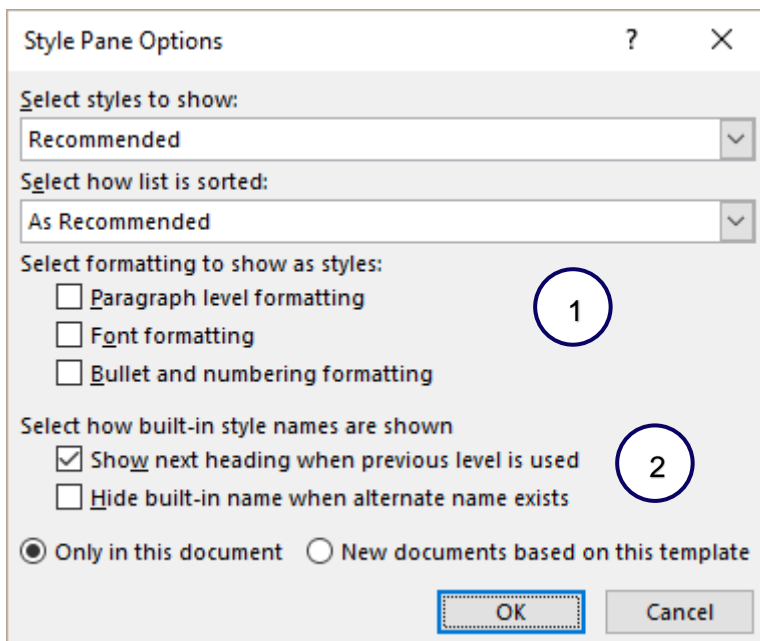 Style Pane Options ?
Select styles to show:
Recommended
Select how list is sorted:
As Recommended
Select formatting to show as styles:
Paragraph level formatting
1
Font formatting
Bullet and numbering formatting
Select how built-in style names are shown
Show next heading when previous level is used
2
Hide built-in name when alternate name exists
Only in this document New documents based on this template
OK Cancel